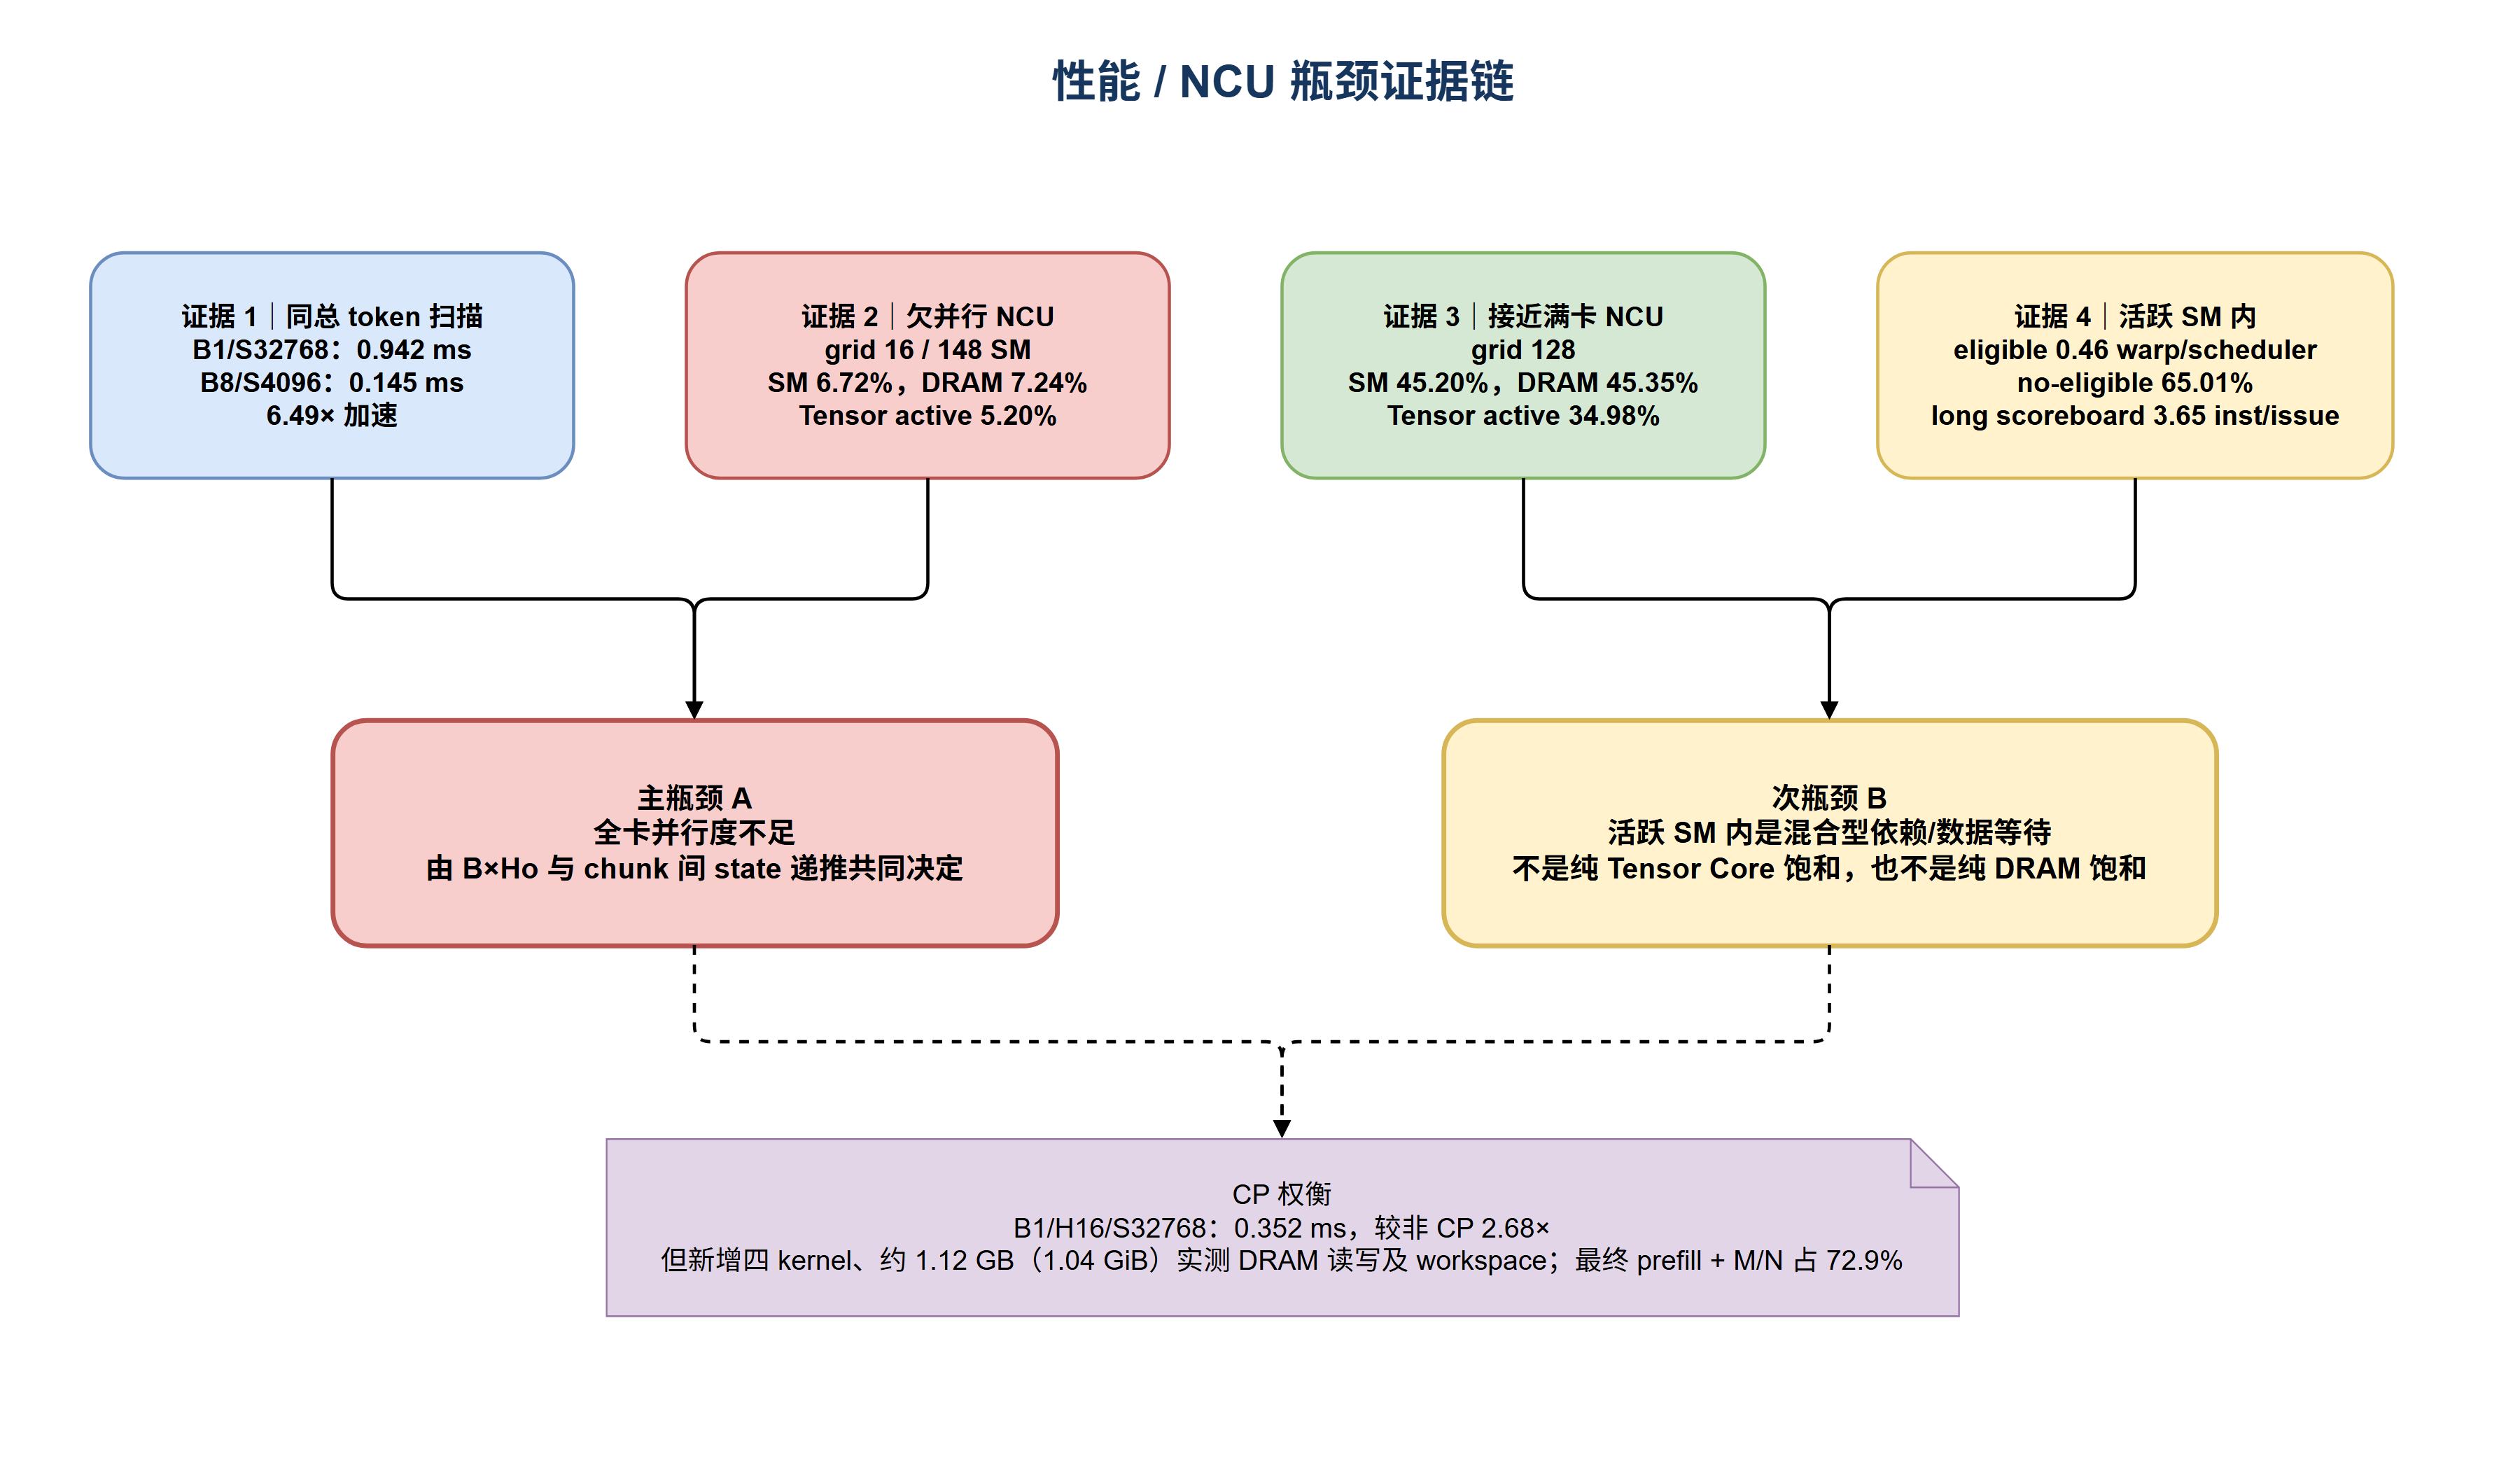 性能 / NCU 瓶颈证据链
证据 1｜同总 token 扫描
B1/S32768：0.942 ms
B8/S4096：0.145 ms
6.49× 加速
证据 2｜欠并行 NCU
grid 16 / 148 SM
SM 6.72%，DRAM 7.24%
Tensor active 5.20%
证据 3｜接近满卡 NCU
grid 128
SM 45.20%，DRAM 45.35%
Tensor active 34.98%
证据 4｜活跃 SM 内
eligible 0.46 warp/scheduler
no-eligible 65.01%
long scoreboard 3.65 inst/issue
主瓶颈 A
全卡并行度不足
由 B×Ho 与 chunk 间 state 递推共同决定
次瓶颈 B
活跃 SM 内是混合型依赖/数据等待
不是纯 Tensor Core 饱和，也不是纯 DRAM 饱和
CP 权衡
B1/H16/S32768：0.352 ms，较非 CP 2.68×
但新增四 kernel、约 1.12 GB（1.04 GiB）实测 DRAM 读写及 workspace；最终 prefill + M/N 占 72.9%